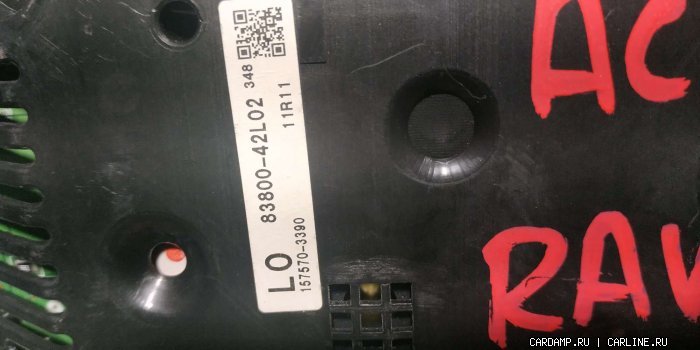 348
83800-42L02
11R11
LO
157570-3390
AC
RAV
CARDAMP.RU | CARLINE.RU